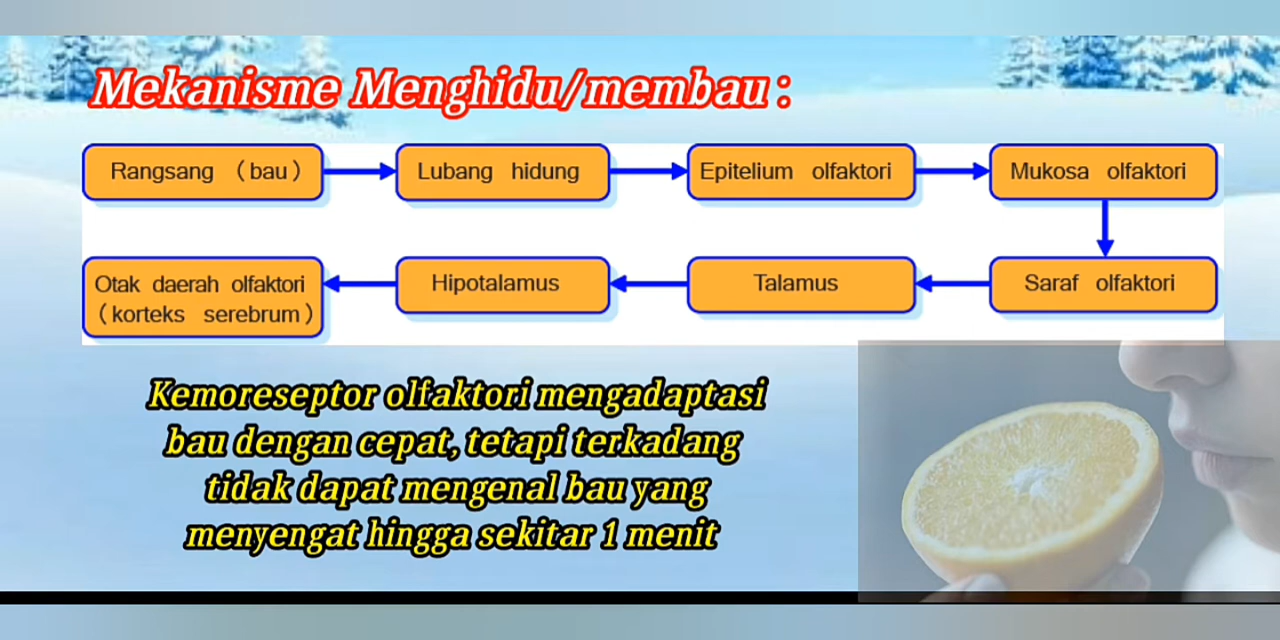 Mekanisme Menghidu/membau :
Rangsang (bau)
Lubang hidung
Epitelium olfaktori
Mukosa olfaktori
Saraf olfaktori
Talamus
Hipotalamus
Otak daerah olfaktori
(korteks serebrum)
Kemoreseptor olfaktori mengadaptasi
bau dengan cepat, tetapi terkadang
tidak dapat mengenal bau yang
menyengat hingga sekitar 1 menit